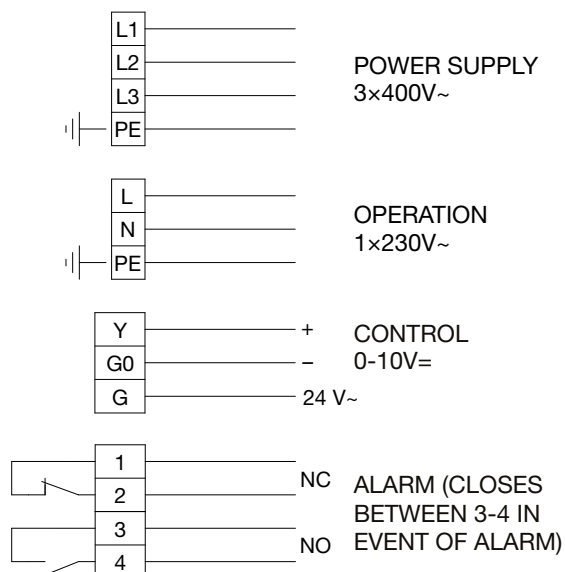 L1
L2
L3
PE
POWER SUPPLY
3×400V~
L
N
PE
OPERATION
1×230V~
Y
+
G0
–
G
24 V~
CONTROL
0-10V=
1
2
NC
3
4
NO
ALARM (CLOSES
BETWEEN 3-4 IN
EVENT OF ALARM)